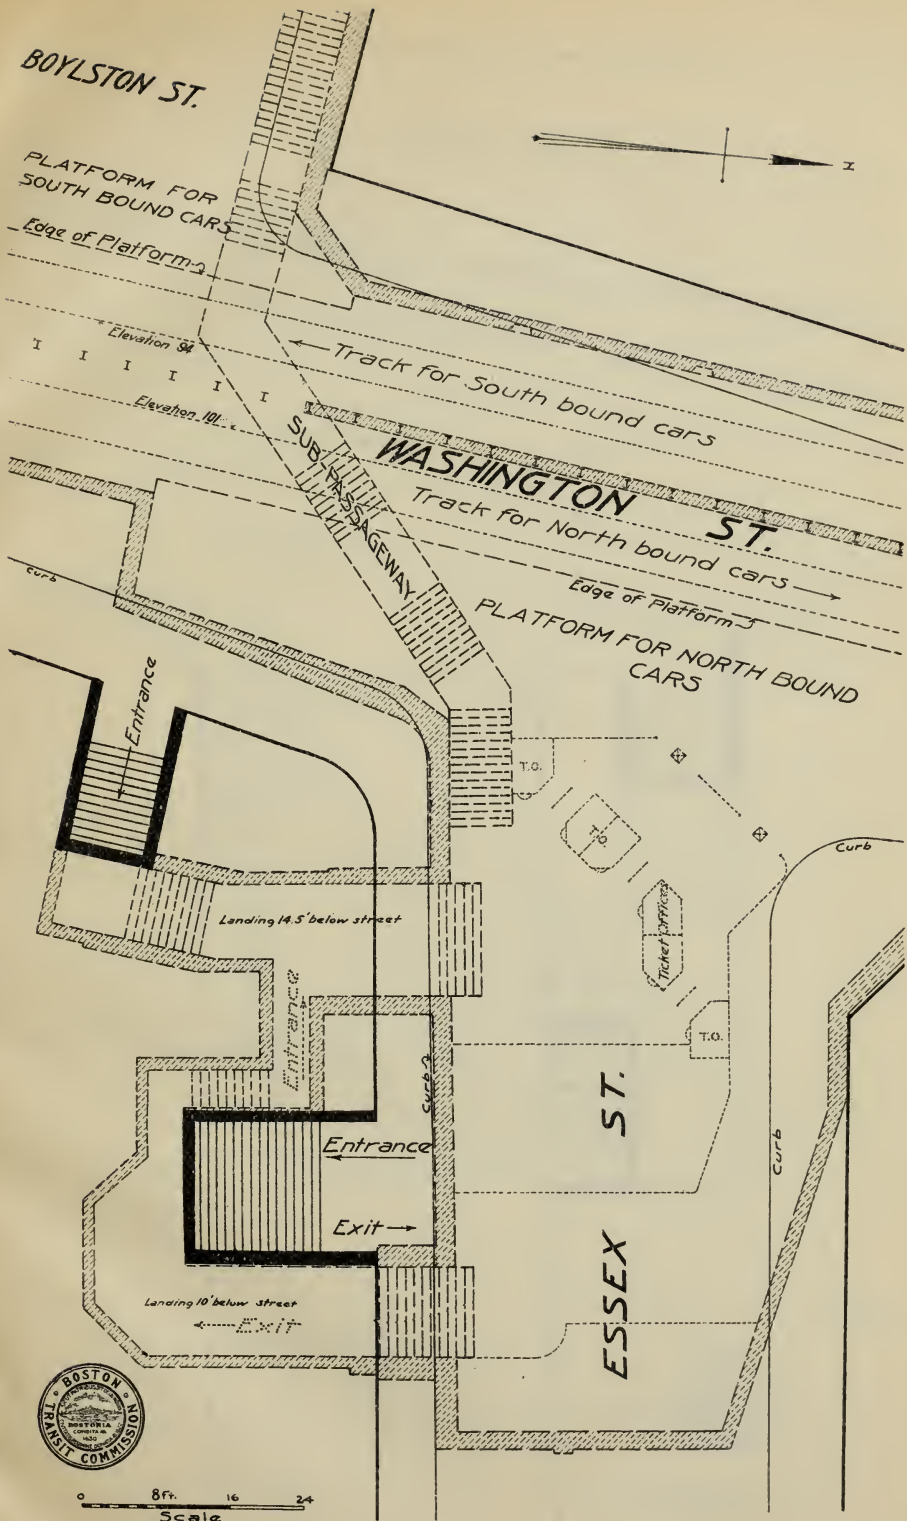 BOYLSTON ST.
PLATFORM FOR
SOUTH BOUND CARS
Edge of Platform
N
Elevation 94
Track for South bound cars
Elevation 101
SUB-PASSAGEWAY
WASHINGTON ST.
Track for North bound cars
Edge of Platform
PLATFORM FOR NORTH BOUND
CARS
Curb
Entrance
T.O.
T.O.
Curb
Landing 14.5' below street
Ticket Offices
Entrance
T.O.
Curb
Curb
Entrance
Exit
ESSEX ST.
Landing 10' below street
Exit
BOSTON
TRANSIT COMMISSION
BOSTONIA
CONDITA AD.
1630
0 8 Ft. 16 24
Scale